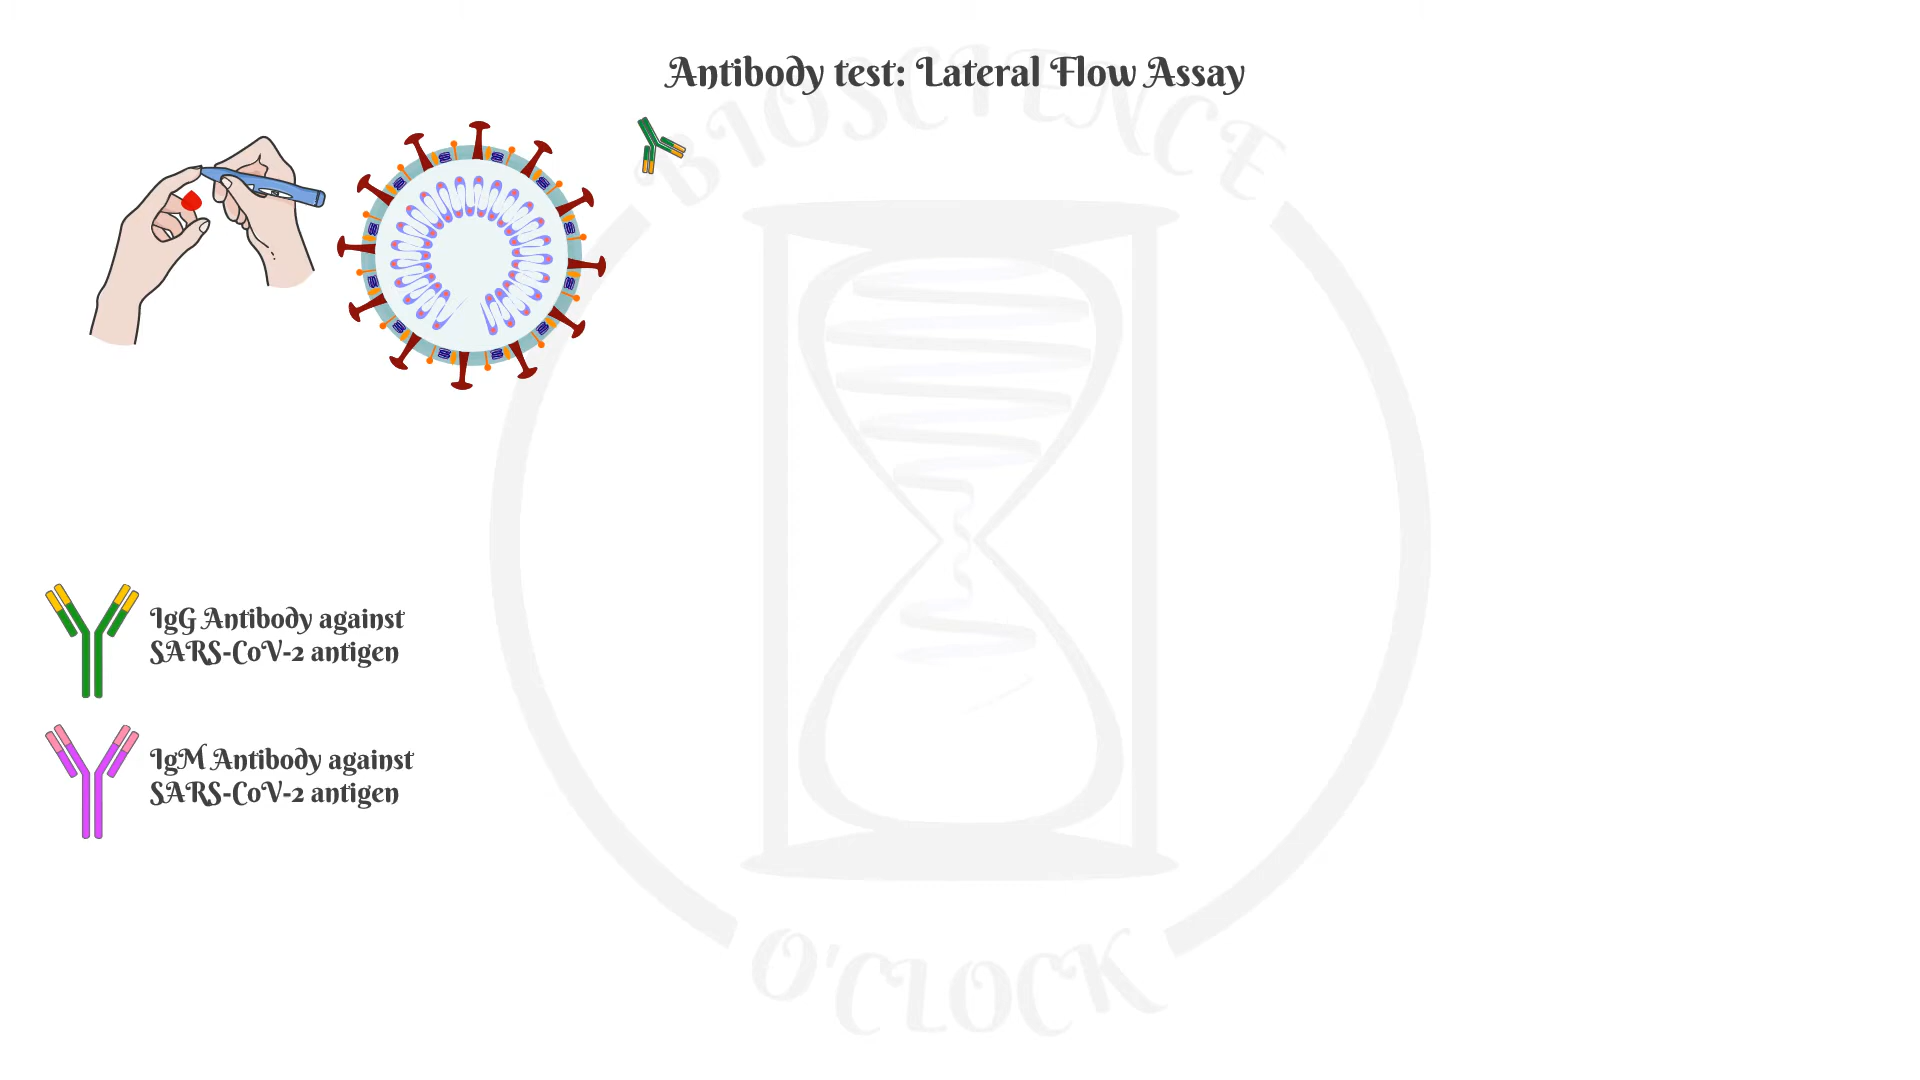 Antibody test: Lateral Flow Assay
BIOSCIENCE
IgG Antibody against
SARS-CoV-2 antigen
IgM Antibody against
SARS-CoV-2 antigen
O'CLOCK